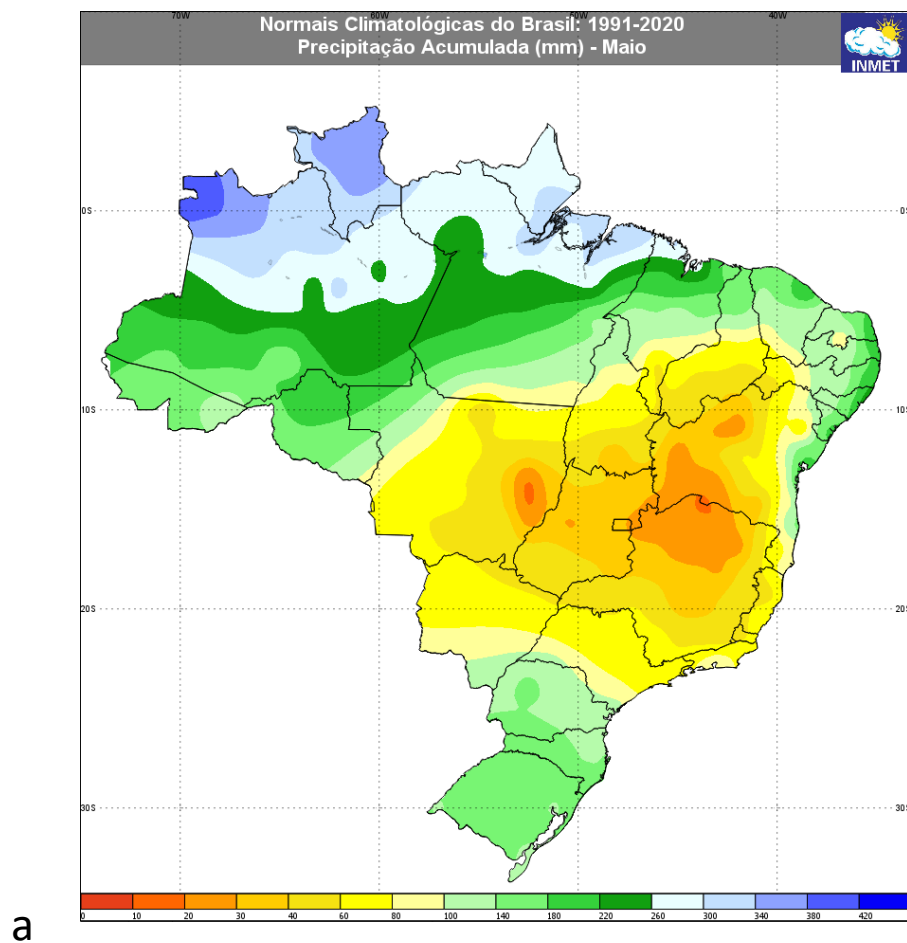 70W 60W 50W 40W
Normais Climatológicas do Brasil: 1991-2020
Precipitação Acumulada (mm) - Maio
INMET
0S 0S
10S 10S
20S 20S
30S 30S
0 10 20 30 40 60 80 100 140 180 220 260 300 340 380 420
a